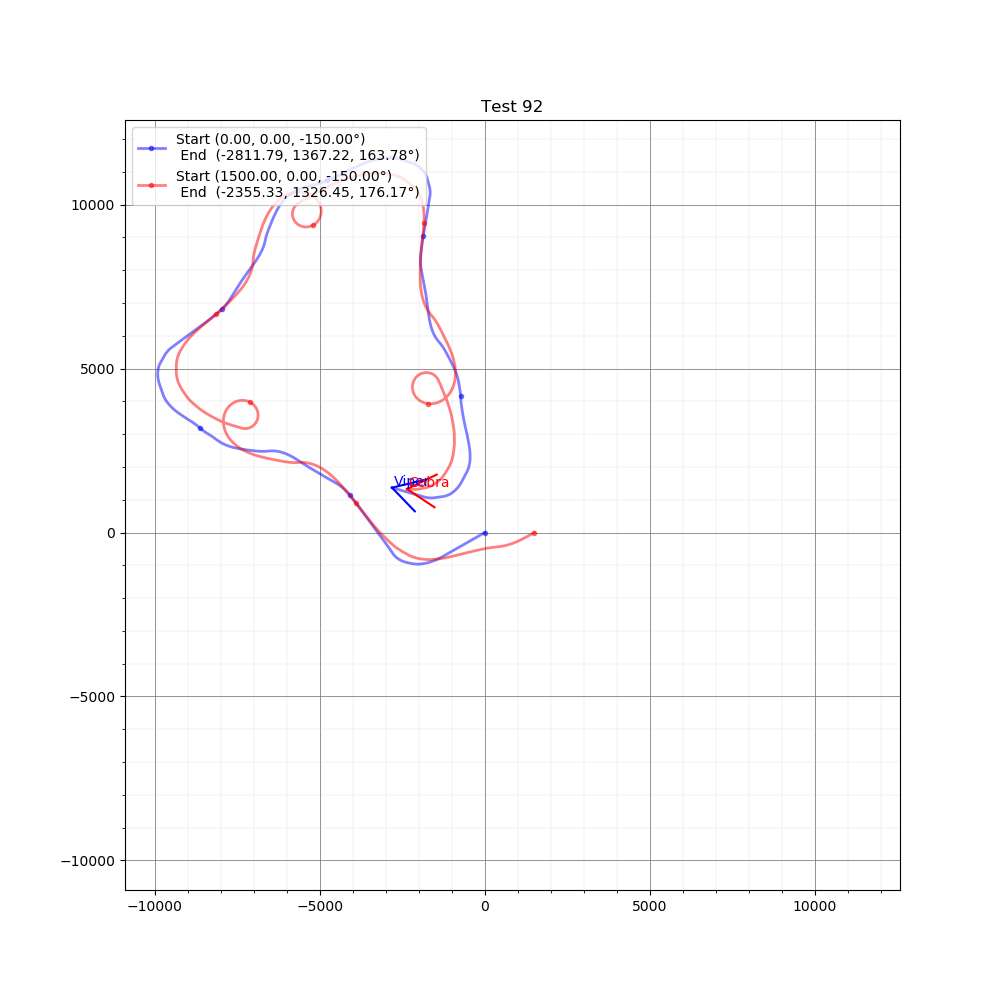 Test 92
Start (0.00, 0.00, -150.00°)
End  (-2811.79, 1367.22, 163.78°)
Start (1500.00, 0.00, -150.00°)
End  (-2355.33, 1326.45, 176.17°)
10000
5000
0
−5000
−10000
Viper
Cobra
−10000
−5000
0
5000
10000